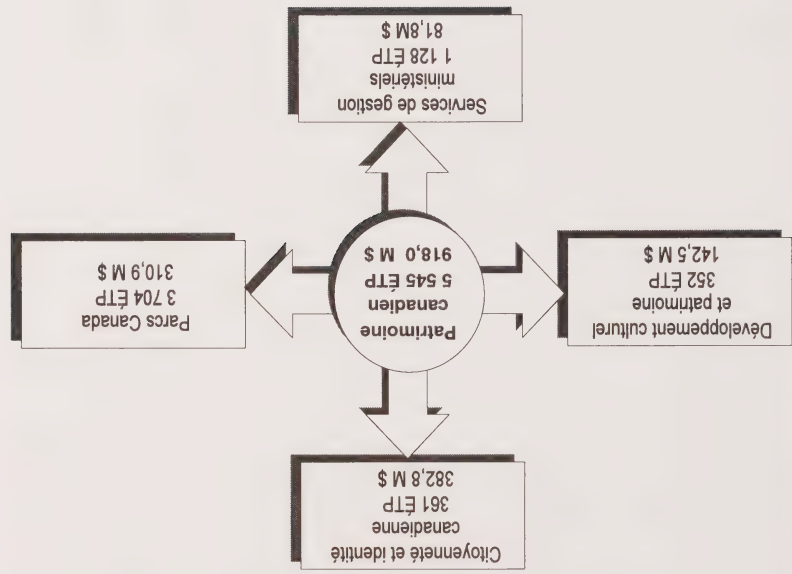 Citoyenneté et identité
canadienne
361 ÉTP
382,8 M $
Développement culturel
et patrimoine
352 ÉTP
142,5 M $
Patrimoine
canadien
5 545 ÉTP
918,0 M $
Parcs Canada
3 704 ÉTP
310,9 M $
Services de gestion
ministériels
1 128 ÉTP
81,8M $